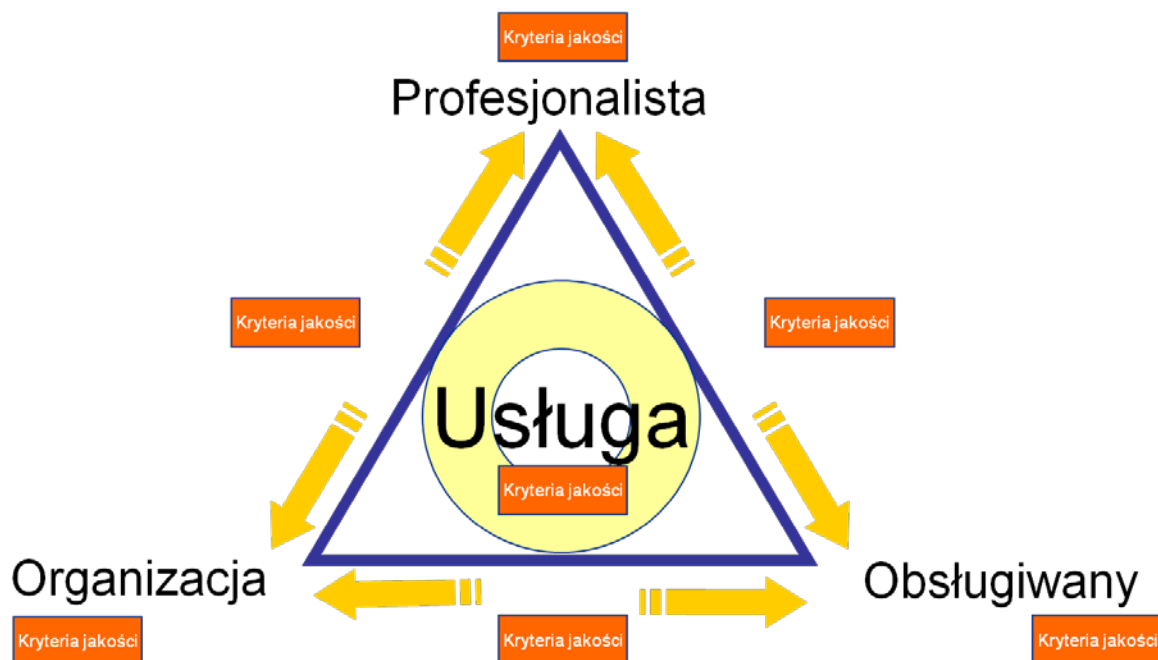 Kryteria jakości
Profesjonalista
Kryteria jakości
Kryteria jakości
Usługa
Kryteria jakości
Organizacja
Obsługiwany
Kryteria jakości
Kryteria jakości
Kryteria jakości